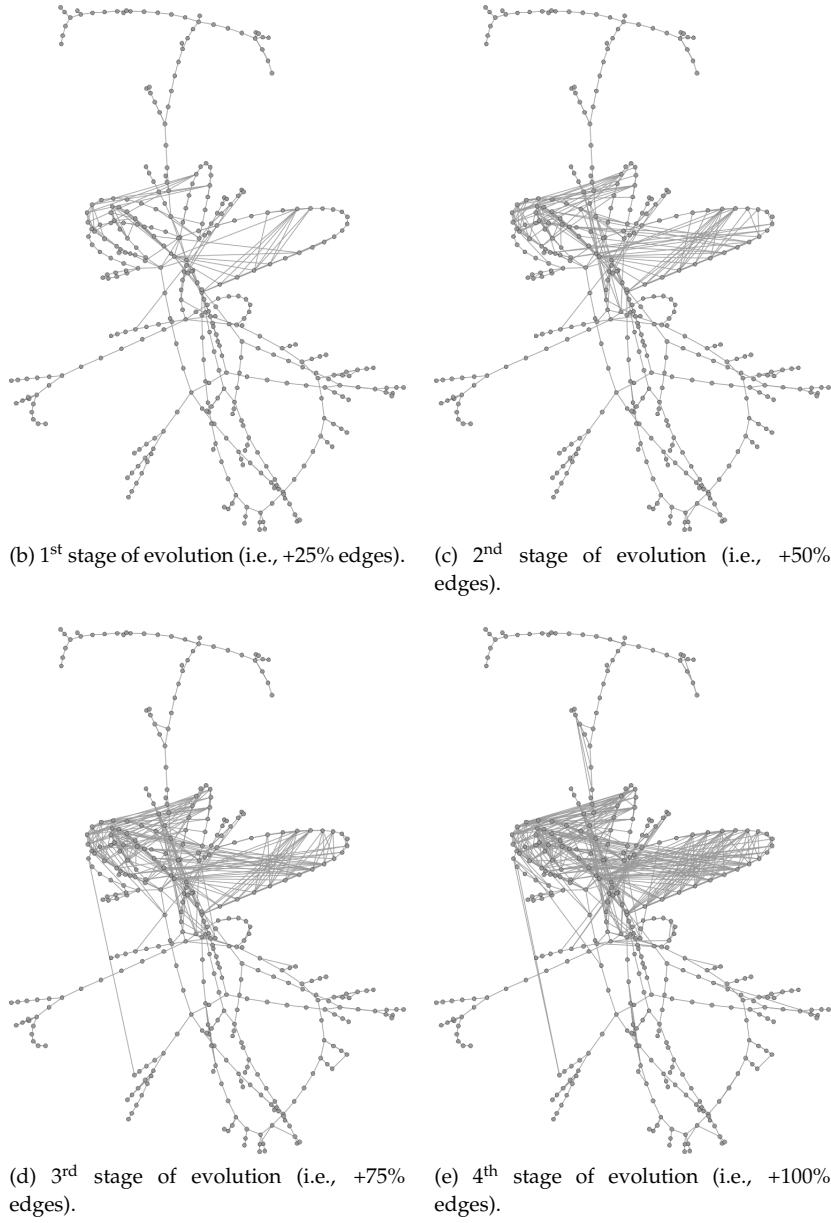 (b) 1st stage of evolution (i.e., +25% edges).
(c) 2nd stage of evolution (i.e., +50%
edges).
(d) 3rd stage of evolution (i.e., +75%
edges).
(e) 4th stage of evolution (i.e., +100%
edges).